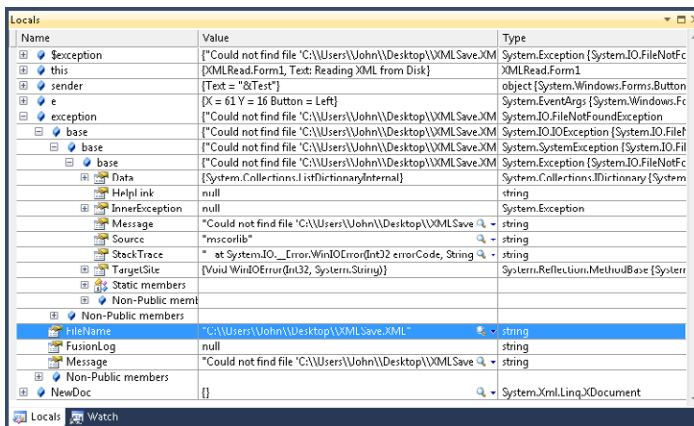 Locals
Name Value Type
$exception {"Could not find file 'C:\\Users\\John\\Desktop\\XMLSave.XM System.Exception {System.IO.FileNotFc
this {XMLRead.Form1, Text: Reading XML from Disk} XMLRead.Form1
sender {Text = "&Test"} object {System.Windows.Forms.Button
e {X = 61 Y = 16 Button = Left} System.EventArgs {System.Windows.Fc
exception {"Could not find file 'C:\\Users\\John\\Desktop\\XMLSave.XM System.IO.FileNotFoundException
base {"Could not find file 'C:\\Users\\John\\Desktop\\XMLSave.XM System.IO.IOException {System.IO.FileN
base {"Could not find file 'C:\\Users\\John\\Desktop\\XMLSave.XM System.SystemException {System.IO.Fil
base {"Could not find file 'C:\\Users\\John\\Desktop\\XMLSave.XM System.Exception {System.IO.FileNotFc
Data {System.Collections.ListDictionaryInternal} System.Collections.IDictionary {System
HelpLink null string
InnerException null System.Exception
Message "Could not find file 'C:\\Users\\John\\Desktop\\XMLSave string
Source "mscorlib" string
StackTrace " at System.IO.__Error.WinIOError(Int32 errorCode, String string
TargetSite {Void WinIOError(Int32, System.String)} System.Reflection.MethodBase {System
Static members
Non-Public memb
Non-Public members
FileName "C:\\Users\\John\\Desktop\\XMLSave.XML" string
FusionLog null string
Message "Could not find file 'C:\\Users\\John\\Desktop\\XMLSave string
Non-Public members
NewDoc {} System.Xml.Linq.XDocument
Locals Watch